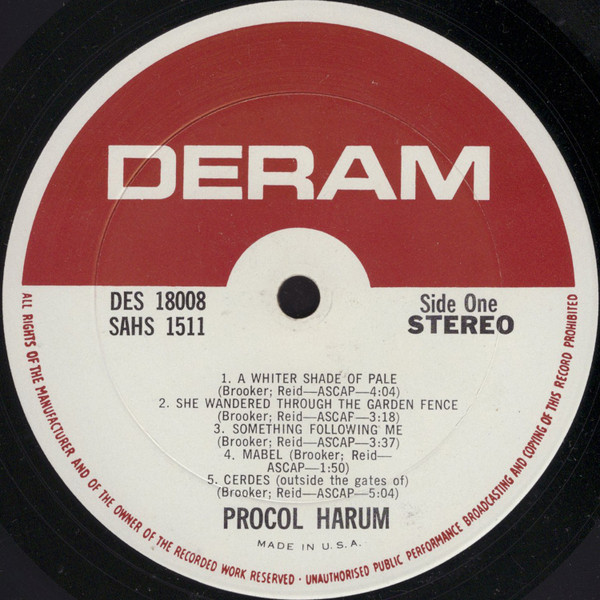 DERAM
DES 18008
SAHS 1511
Side One
STEREO
1. A WHITER SHADE OF PALE
(Brooker; Reid—ASCAP—4:04)
2. SHE WANDERED THROUGH THE GARDEN FENCE
(Brooker; Reid—ASCAP—3:18)
3. SOMETHING FOLLOWING ME
(Brooker; Reid—ASCAP—3:37)
4. MABEL (Brooker; Reid—
ASCAP—1:50)
5. CERDES (outside the gates of)
(Brooker; Reid—ASCAP—5:04)
PROCOL HARUM
MADE IN U.S.A.
ALL RIGHTS OF THE MANUFACTURER AND OF THE OWNER OF THE RECORDED WORK RESERVED · UNAUTHORISED PUBLIC PERFORMANCE BROADCASTING AND COPYING OF THIS RECORD PROHIBITED